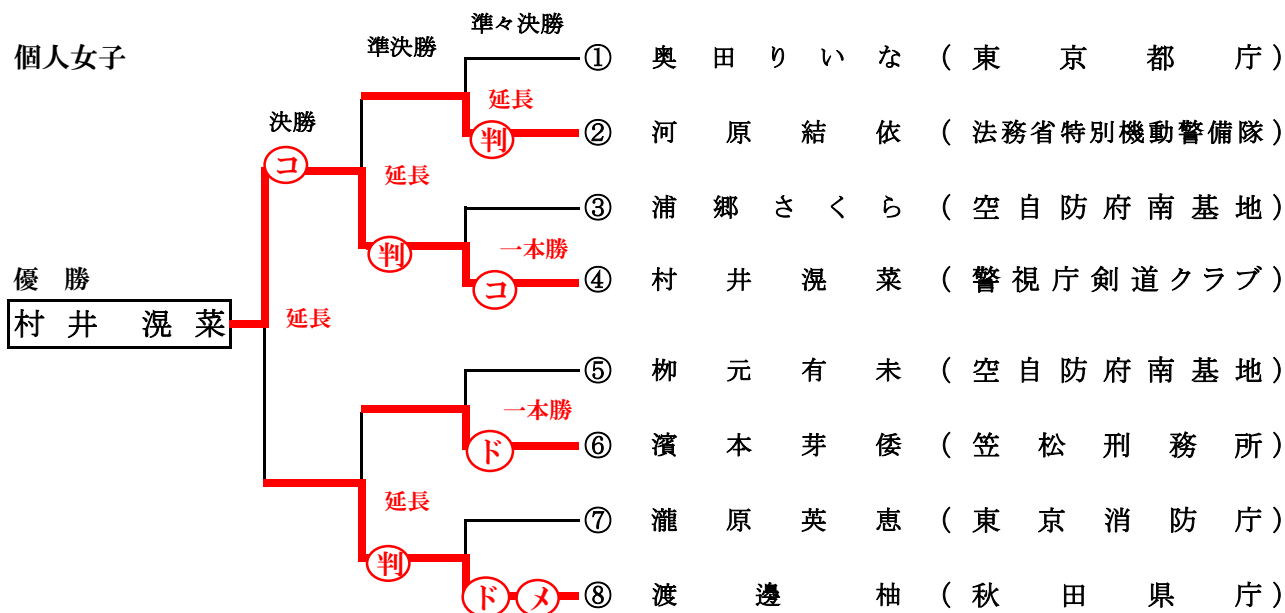 準々決勝
準決勝
個人女子
決勝
① 奥田りいな (東京都庁)
延長
判
② 河原結依 (法務省特別機動警備隊)
コ
延長
③ 浦郷さくら (空自防府南基地)
判
一本勝
コ
④ 村井滉菜 (警視庁剣道クラブ)
優勝
村井 滉菜
延長
⑤ 栁元有未 (空自防府南基地)
一本勝
ド
⑥ 濱本芽倭 (笠松刑務所)
延長
⑦ 瀧原英恵 (東京消防庁)
判
ド メ
⑧ 渡邊柚 (秋田県庁)